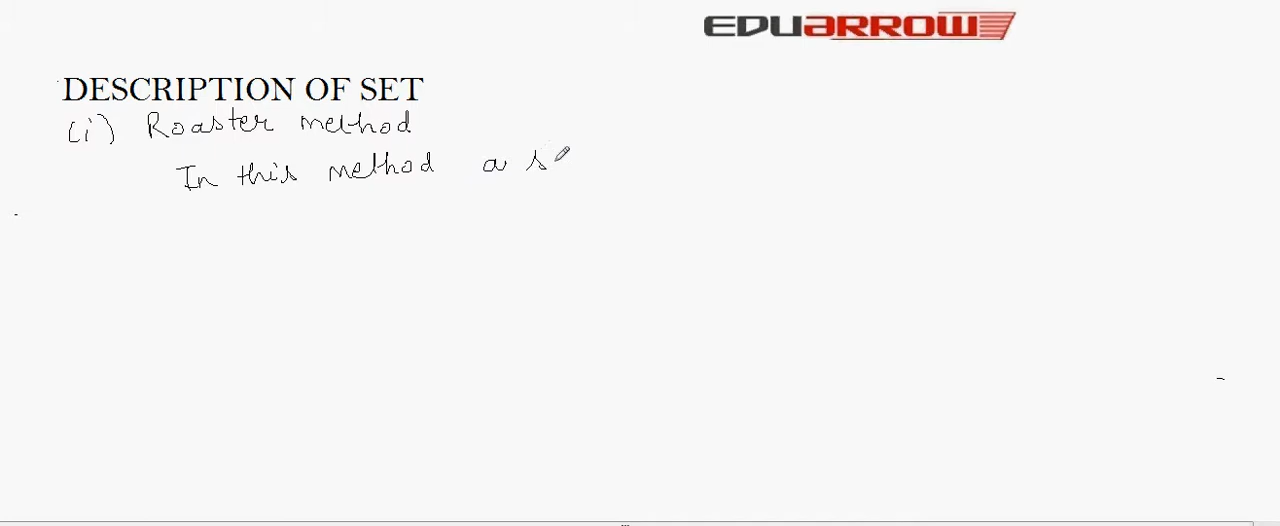 EDUARROW
DESCRIPTION OF SET
(i) Roaster method
In this method a s